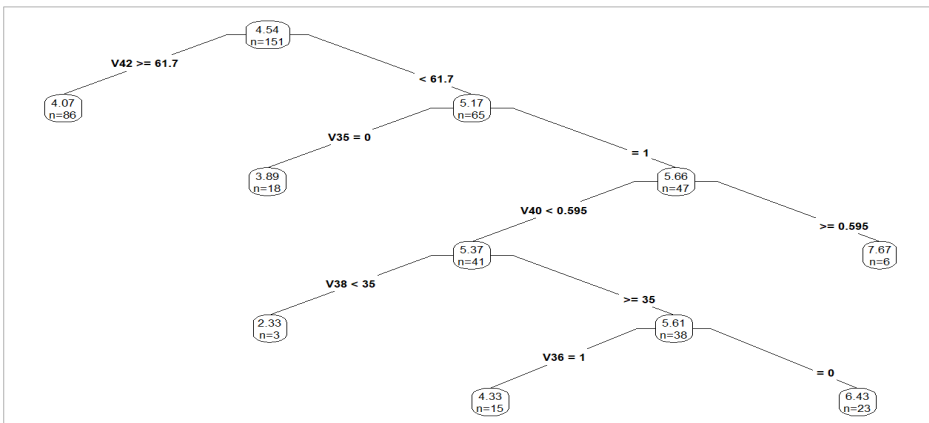 4.54
n=151
V42 >= 61.7
< 61.7
4.07
n=86
5.17
n=65
V35 = 0
= 1
3.89
n=18
5.66
n=47
V40 < 0.595
>= 0.595
5.37
n=41
7.67
n=6
V38 < 35
>= 35
2.33
n=3
5.61
n=38
V36 = 1
= 0
4.33
n=15
6.43
n=23